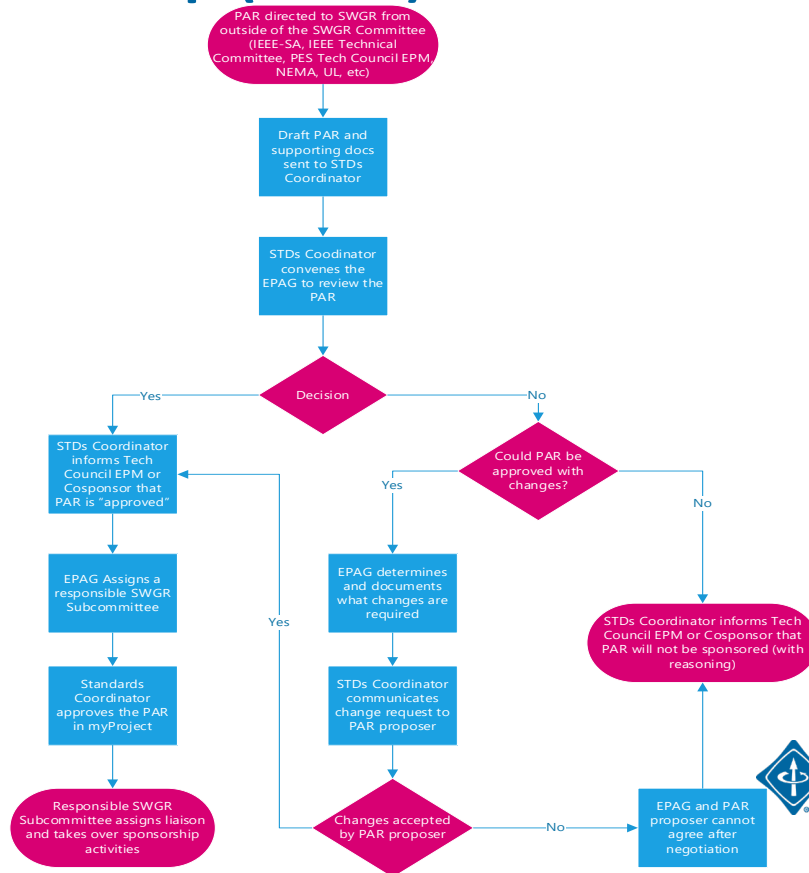 PAR directed to SWGR from
outside of the SWGR Committee
(IEEE-SA, IEEE Technical
Committee, PES Tech Council EPM,
NEMA, UL, etc)
Draft PAR and
supporting docs
sent to STDs
Coordinator
STDs Coodinator
convenes the
EPAG to review the
PAR
Decision
Yes
No
STDs Coordinator
informs Tech
Council EPM or
Cosponsor that
PAR is “approved”
Could PAR be
approved with
changes?
Yes
No
EPAG Assigns a
responsible SWGR
Subcommittee
EPAG determines
and documents
what changes are
required
Yes
STDs Coordinator informs Tech
Council EPM or Cosponsor that
PAR will not be sponsored (with
reasoning)
Standards
Coordinator
approves the PAR
in myProject
STDs Coordinator
communicates
change request to
PAR proposer
Responsible SWGR
Subcommittee assigns liaison
and takes over sponsorship
activities
Changes accepted
by PAR proposer
No
EPAG and PAR
proposer cannot
agree after
negotiation
®